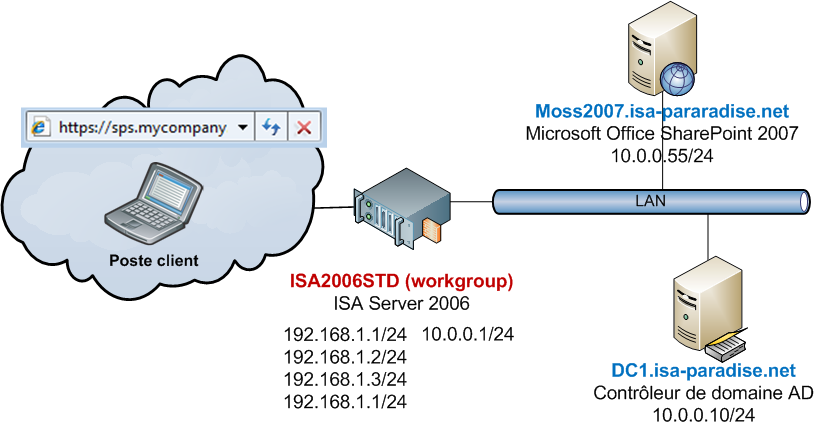 https://sps.mycompany
Poste client
ISA2006STD (workgroup)
ISA Server 2006
192.168.1.1/24 10.0.0.1/24
192.168.1.2/24
192.168.1.3/24
192.168.1.1/24
Moss2007.isa-pararadise.net
Microsoft Office SharePoint 2007
10.0.0.55/24
LAN
DC1.isa-paradise.net
Contrôleur de domaine AD
10.0.0.10/24